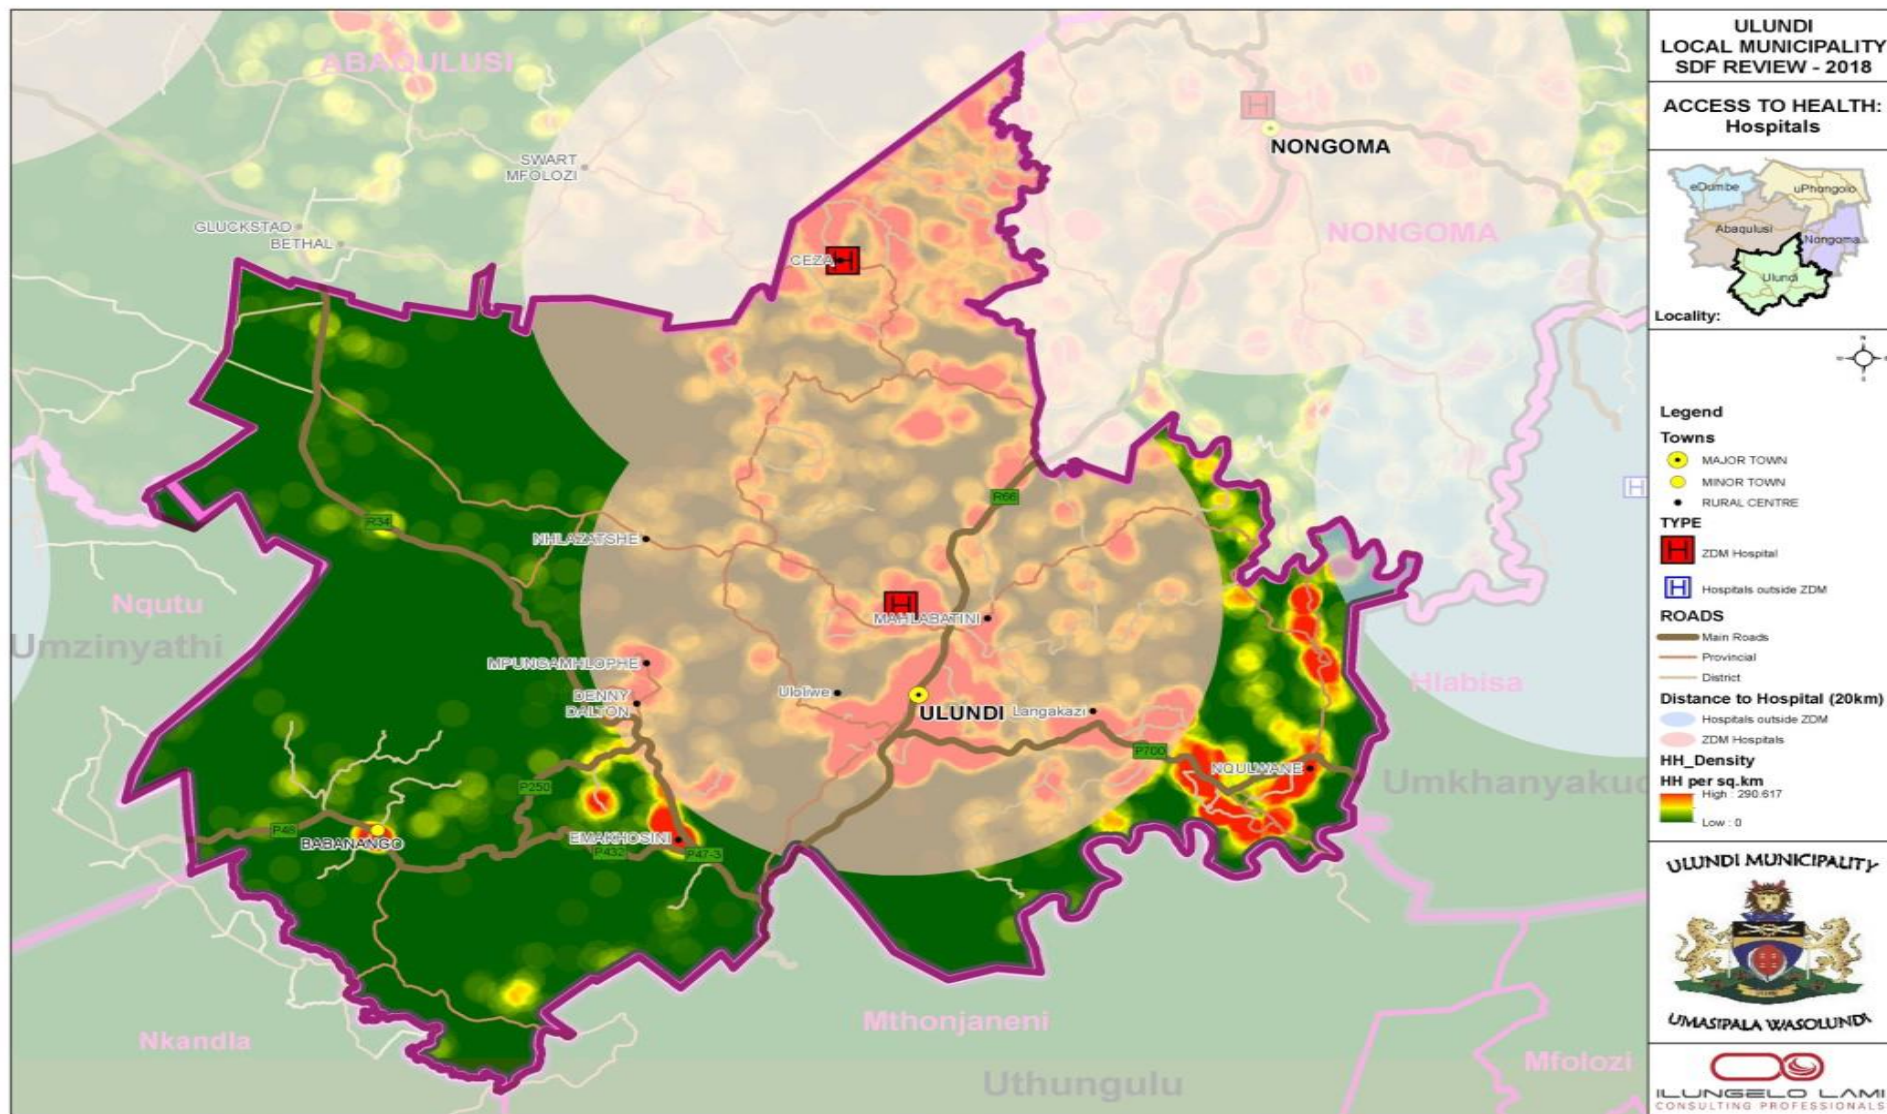 ABAQULUSI
SWART
MFOLOZI
GLUCKSTAD
BETHAL
CEZA
H
H
NONGOMA
NONGOMA
R34
R66
NHLAZATSHE
Nqutu
Umzinyathi
H
MAHLABATINI
MPUNGAMHLOPHE
DENNY
DALTON
Uloliwe
ULUNDI
Langakazi
P700
NQULWANE
H
Hlabisa
Umkhanyakud
P250
P48
BABANANGO
EMAKHOSINI
P432
P47-3
Mthonjaneni
Nkandla
Uthungulu
Mfolozi
ULUNDI
LOCAL MUNICIPALITY
SDF REVIEW - 2018
ACCESS TO HEALTH:
Hospitals
eDumbe
uPhongolo
Abaqulusi
Nongoma
Ulundi
Locality:
N
S
Legend
Towns
MAJOR TOWN
MINOR TOWN
RURAL CENTRE
TYPE
H ZDM Hospital
H Hospitals outside ZDM
ROADS
Main Roads
Provincial
District
Distance to Hospital (20km)
Hospitals outside ZDM
ZDM Hospitals
HH_Density
HH per sq.km
High : 290.617
Low : 0
ULUNDI MUNICIPALITY
UMASIPALA WASOLUNDI
ILUNGELO LAMI
CONSULTING PROFESSIONALS